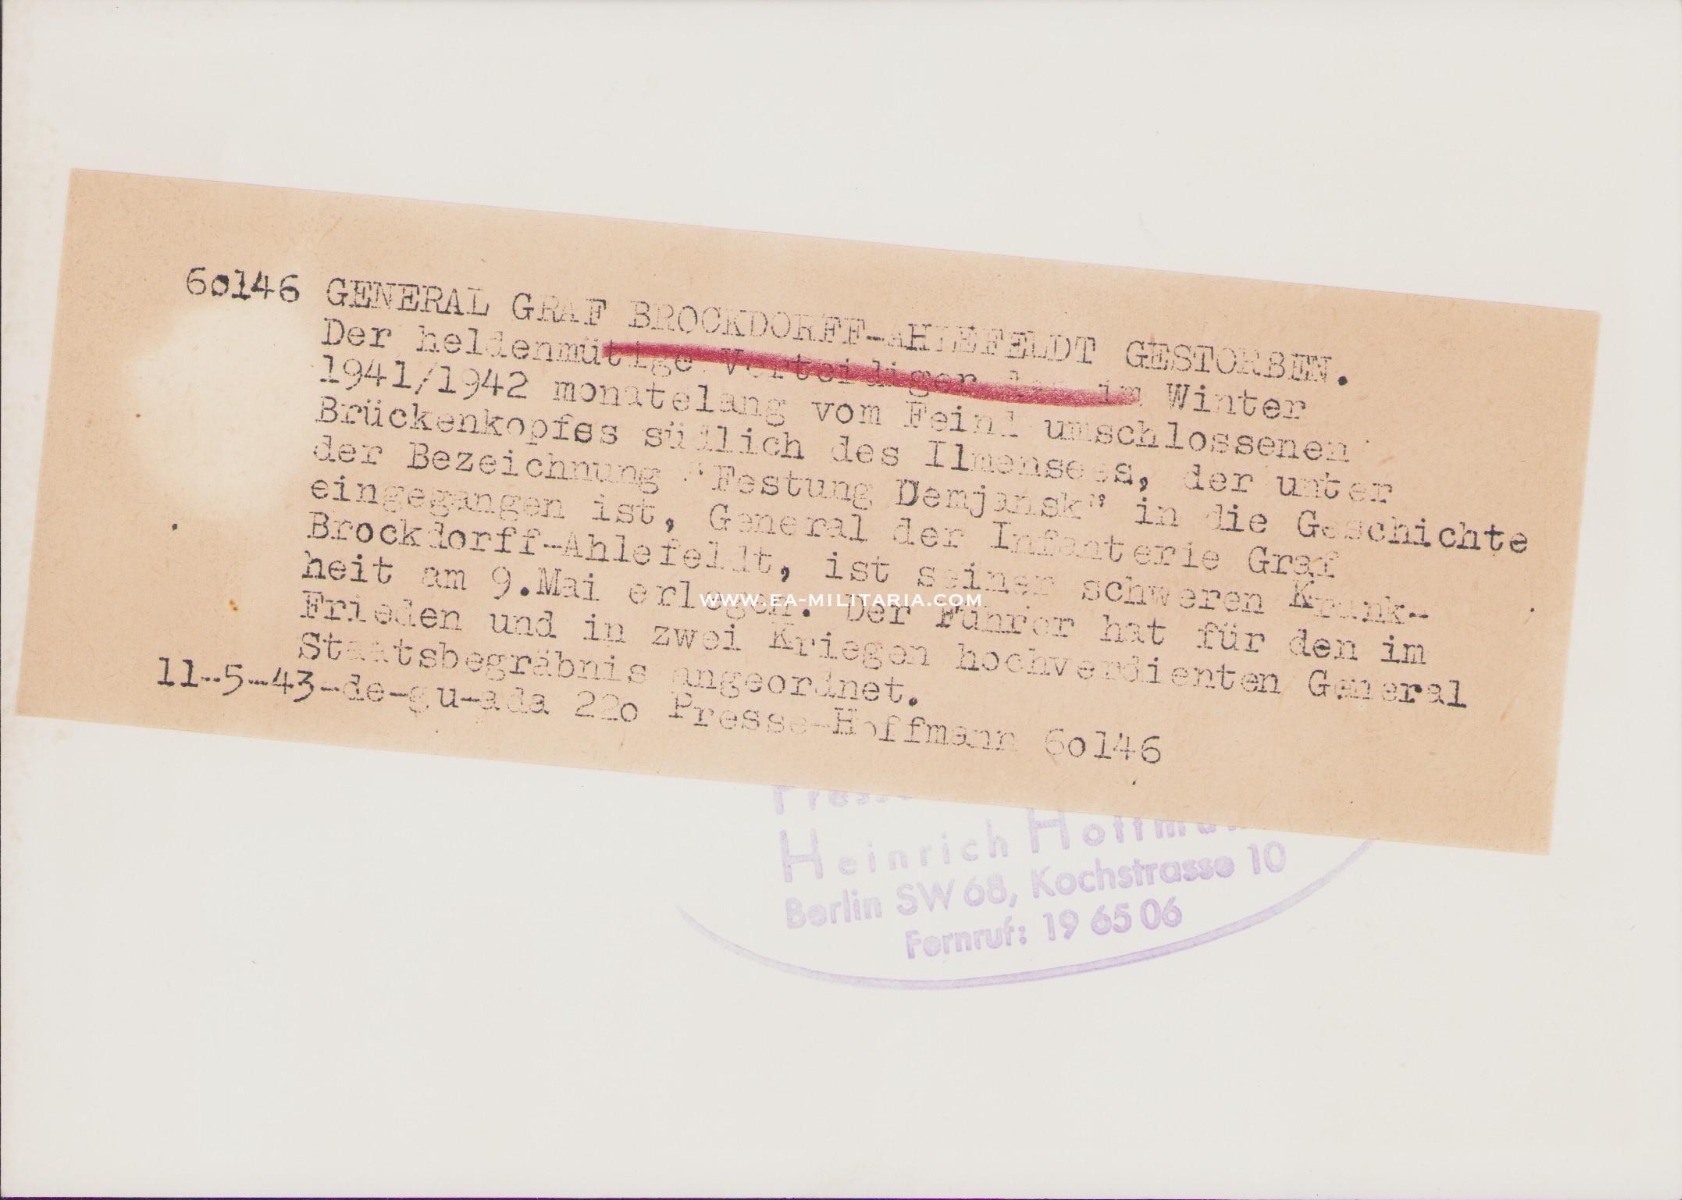 60146 GENERAL GRAF BROCKDORFF-AHLEFELDT GESTORBEN.
Der heldenmütige Verteidiger des im Winter
1941/1942 monatelang vom Feind umschlossenen
Brückenkopfes südlich des Ilmensees, der unter
der Bezeichnung "Festung Demjansk" in die Geschichte
eingegangen ist, General der Infanterie Graf
Brockdorff-Ahlefeldt, ist seiner schweren Krank-
heit am 9.Mai erlegen. Der Führer hat für den im
Frieden und in zwei Kriegen hochverdienten General
Staatsbegräbnis angeordnet.
11-5-43-de-gu-ada 220 Presse-Hoffmann 60146
WWW.EA-MILITARIA.COM
Heinrich Hoffmann
Berlin SW 68, Kochstrasse 10
Fernruf: 19 65 06